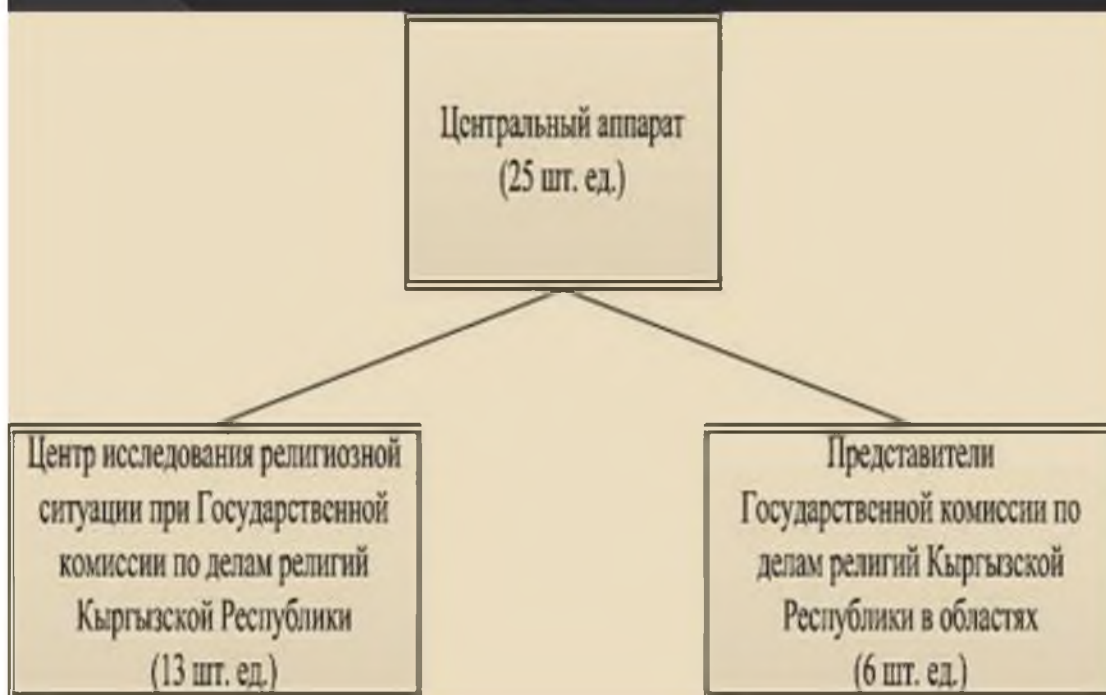 Центральный аппарат
(25 шт. ед.)
Центр исследования религиозной
ситуации при Государственной
комиссии по делам религий
Кыргызской Республики
(13 шт. ед.)
Представители
Государственной комиссии по
делам религий Кыргызской
Республики в областях
(6 шт. ед.)